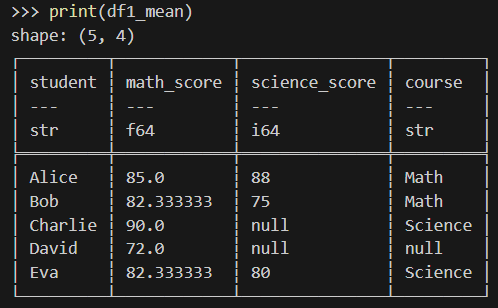 >>> print(df1_mean)
shape: (5, 4)
student math_score science_score course
--- --- --- ---
str f64 i64 str
Alice 85.0 88 Math
Bob 82.333333 75 Math
Charlie 90.0 null Science
David 72.0 null null
Eva 82.333333 80 Science